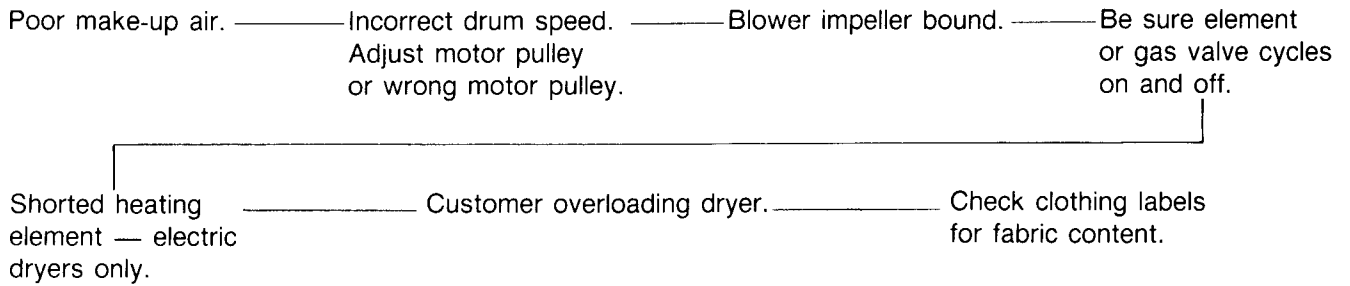 Poor make-up air.
Incorrect drum speed.
Adjust motor pulley
or wrong motor pulley.
Blower impeller bound.
Be sure element
or gas valve cycles
on and off.
Shorted heating
element — electric
dryers only.
Customer overloading dryer.
Check clothing labels
for fabric content.